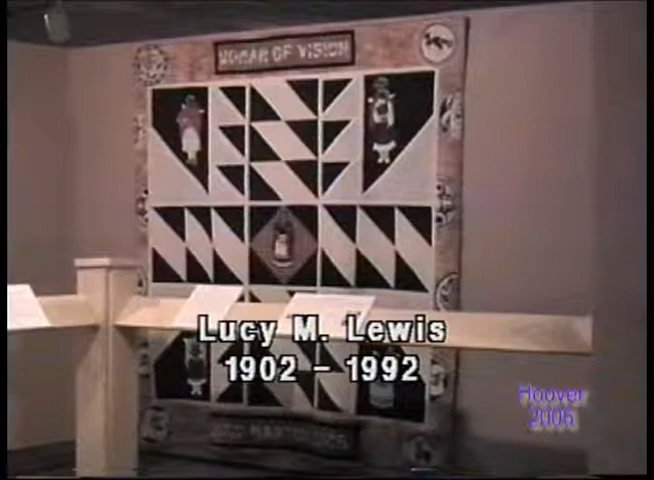 WOMAN OF VISION
Lucy M. Lewis
1902 – 1992
Hoover
2006